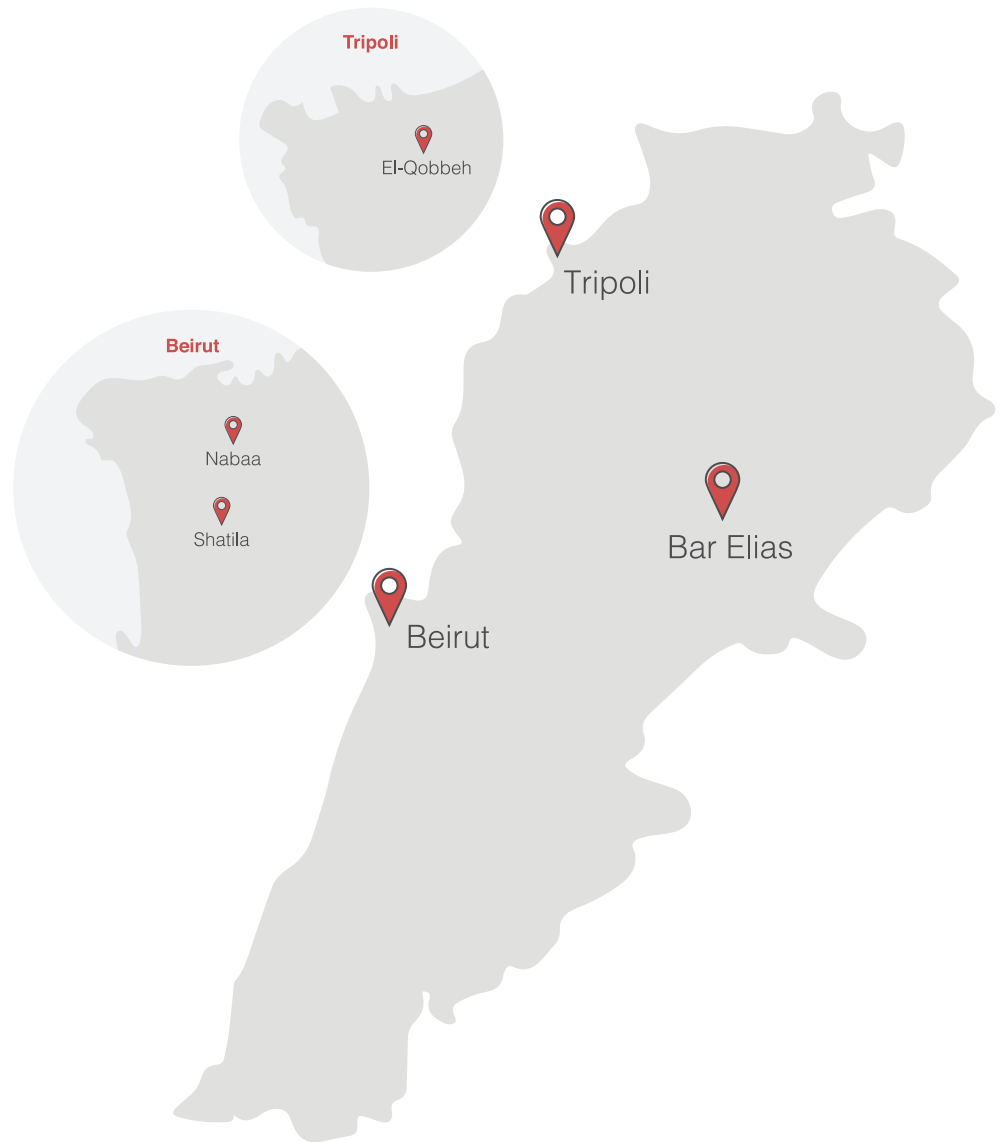 Tripoli
El-Qobbeh
Tripoli
Beirut
Nabaa
Shatila
Bar Elias
Beirut